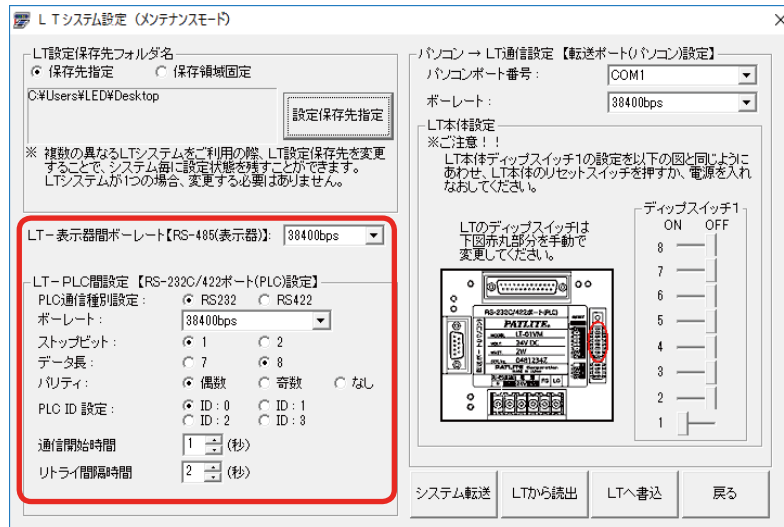 LTシステム設定（メンテナンスモード）
LT設定保存先フォルダ名
保存先指定
保存領域固定
C:¥Users¥LED¥Desktop
設定保存先指定
※ 複数の異なるLTシステムをご利用の際、LT設定保存先を変更
することで、システム毎に設定状態を残すことができます。
LTシステムが1つの場合、変更する必要はありません。
LT－表示器間ボーレート【RS-485(表示器)】:
38400bps
LT－PLC間設定 【RS-232C/422ポート(PLC)設定】
PLC通信種別設定：
RS232
RS422
ボーレート：
38400bps
ストップビット：
1
2
データ長：
7
8
パリティ：
偶数
奇数
なし
PLC ID 設定：
ID：0
ID：1
ID：2
ID：3
通信開始時間
1
(秒)
リトライ間隔時間
2
(秒)
パソコン → LT通信設定 【転送ポート(パソコン)設定】
パソコンポート番号：
COM1
ボーレート：
38400bps
LT本体設定
※ご注意！！
LT本体ディップスイッチ1の設定を以下の図と同じように
あわせ、LT本体のリセットスイッチを押すか、電源を入れ
なおしてください。
LTのディップスイッチは
下図赤丸部分を手動で
変更してください。
RS-232C/422ポート(PLC)
PATLITE
LT-01VM
24V DC
2W
0481234Z
PATLITE Corporation
FG
LG
ディップスイッチ1
ON
OFF
8
7
6
5
4
3
2
1
システム転送
LTから読出
LTへ書込
戻る